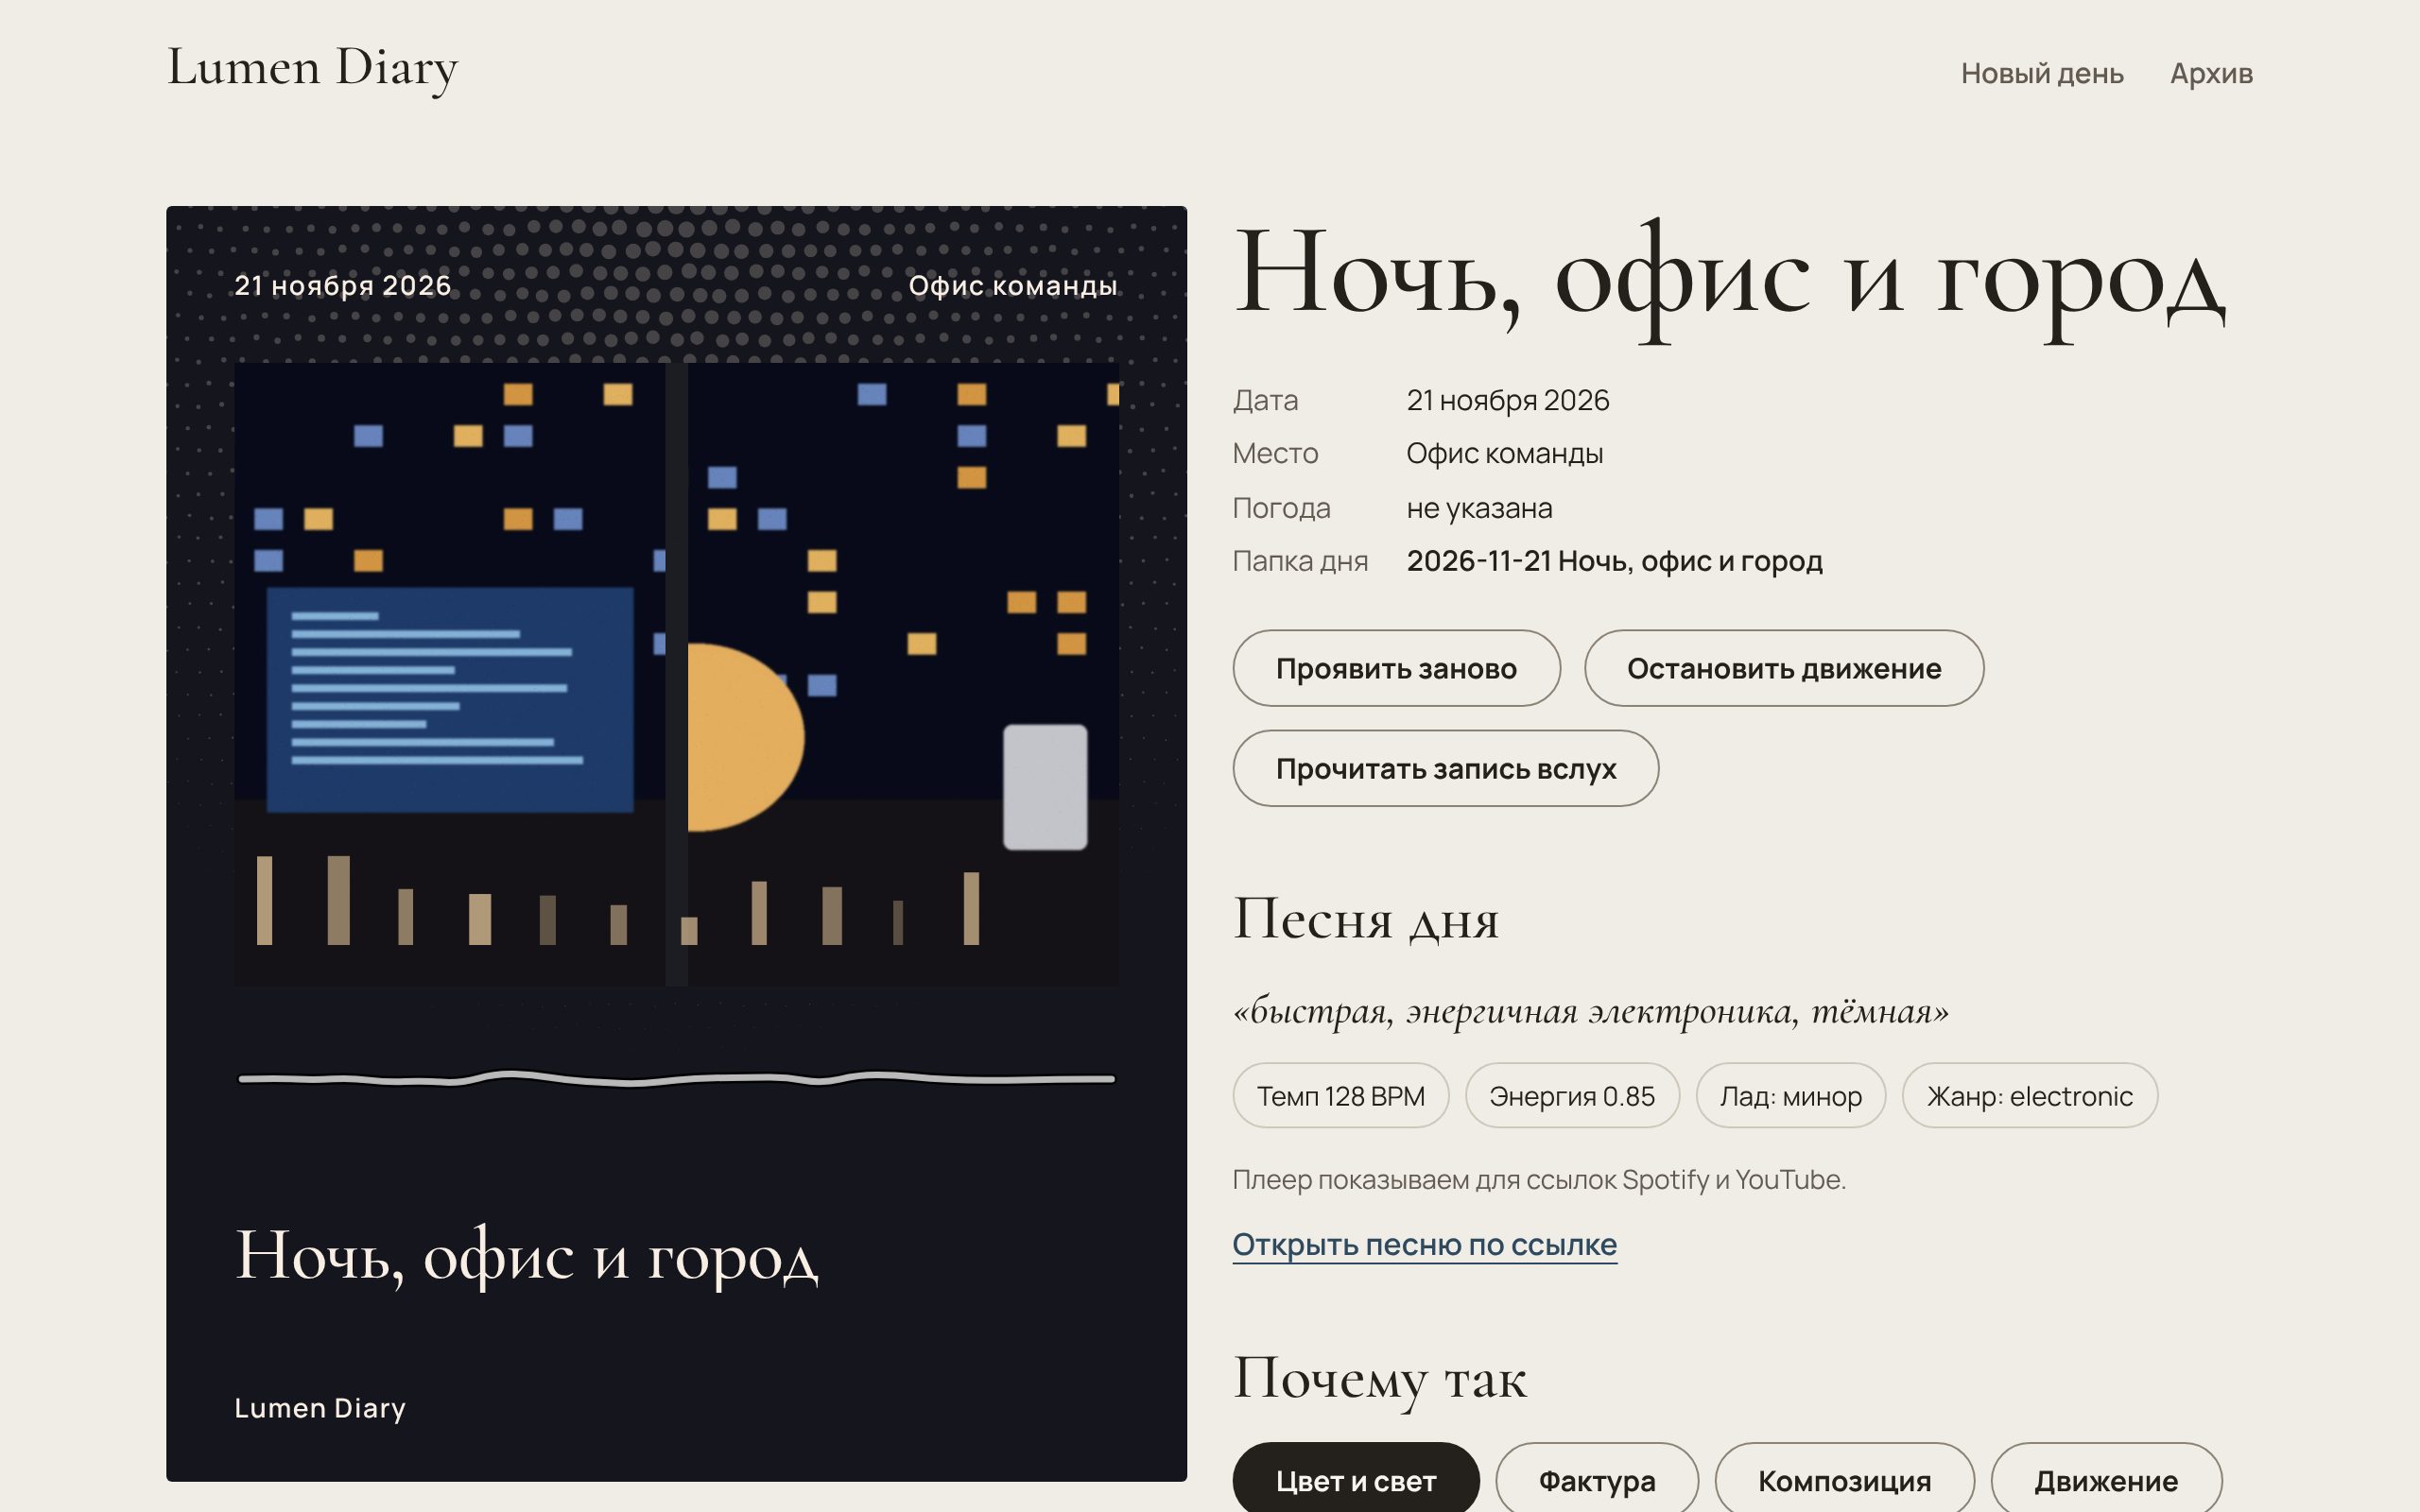 Lumen Diary
Новый день Архив
21 ноября 2026 Офис команды
Ночь, офис и город
Lumen Diary
Ночь, офис и город
Дата 21 ноября 2026
Место Офис команды
Погода не указана
Папка дня 2026-11-21 Ночь, офис и город
Проявить заново Остановить движение
Прочитать запись вслух
Песня дня
«быстрая, энергичная электроника, тёмная»
Темп 128 BPM Энергия 0.85 Лад: минор Жанр: electronic
Плеер показываем для ссылок Spotify и YouTube.
Открыть песню по ссылке
Почему так
Цвет и свет Фактура Композиция Движение